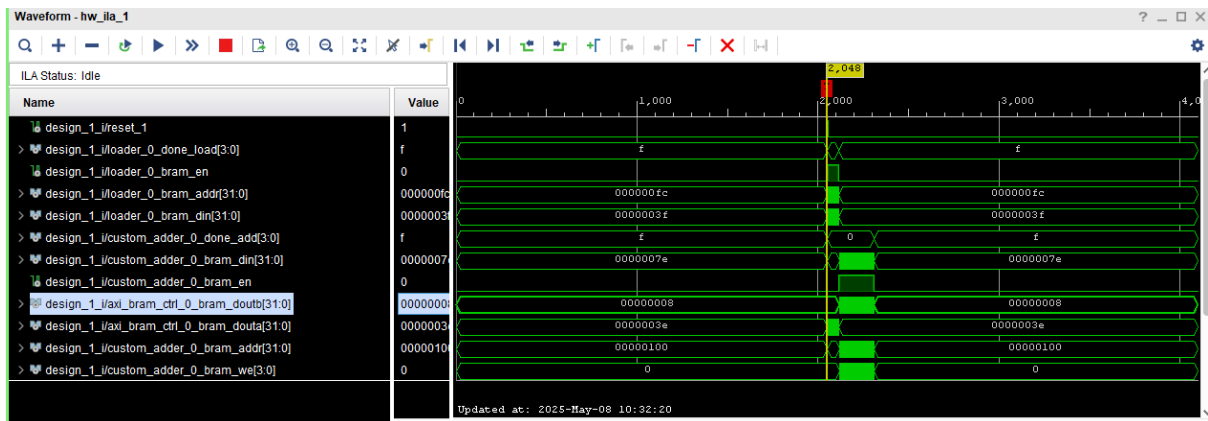 Waveform - hw_ila_1
ILA Status: Idle
2,048
Name Value
0 1,000 2,000 3,000 4,0
design_1_i/reset_1 1
design_1_i/loader_0_done_load[3:0] f f f
design_1_i/loader_0_bram_en 0
design_1_i/loader_0_bram_addr[31:0] 000000fc 000000fc 000000fc
design_1_i/loader_0_bram_din[31:0] 0000003f 0000003f 0000003f
design_1_i/custom_adder_0_done_add[3:0] f f 0 f
design_1_i/custom_adder_0_bram_din[31:0] 0000007e 0000007e 0000007e
design_1_i/custom_adder_0_bram_en 0
design_1_i/axi_bram_ctrl_0_bram_doutb[31:0] 00000008 00000008 00000008
design_1_i/axi_bram_ctrl_0_bram_douta[31:0] 0000003e 0000003e 0000003e
design_1_i/custom_adder_0_bram_addr[31:0] 0000010 00000100 00000100
design_1_i/custom_adder_0_bram_we[3:0] 0 0 0
Updated at: 2025-May-08 10:32:20